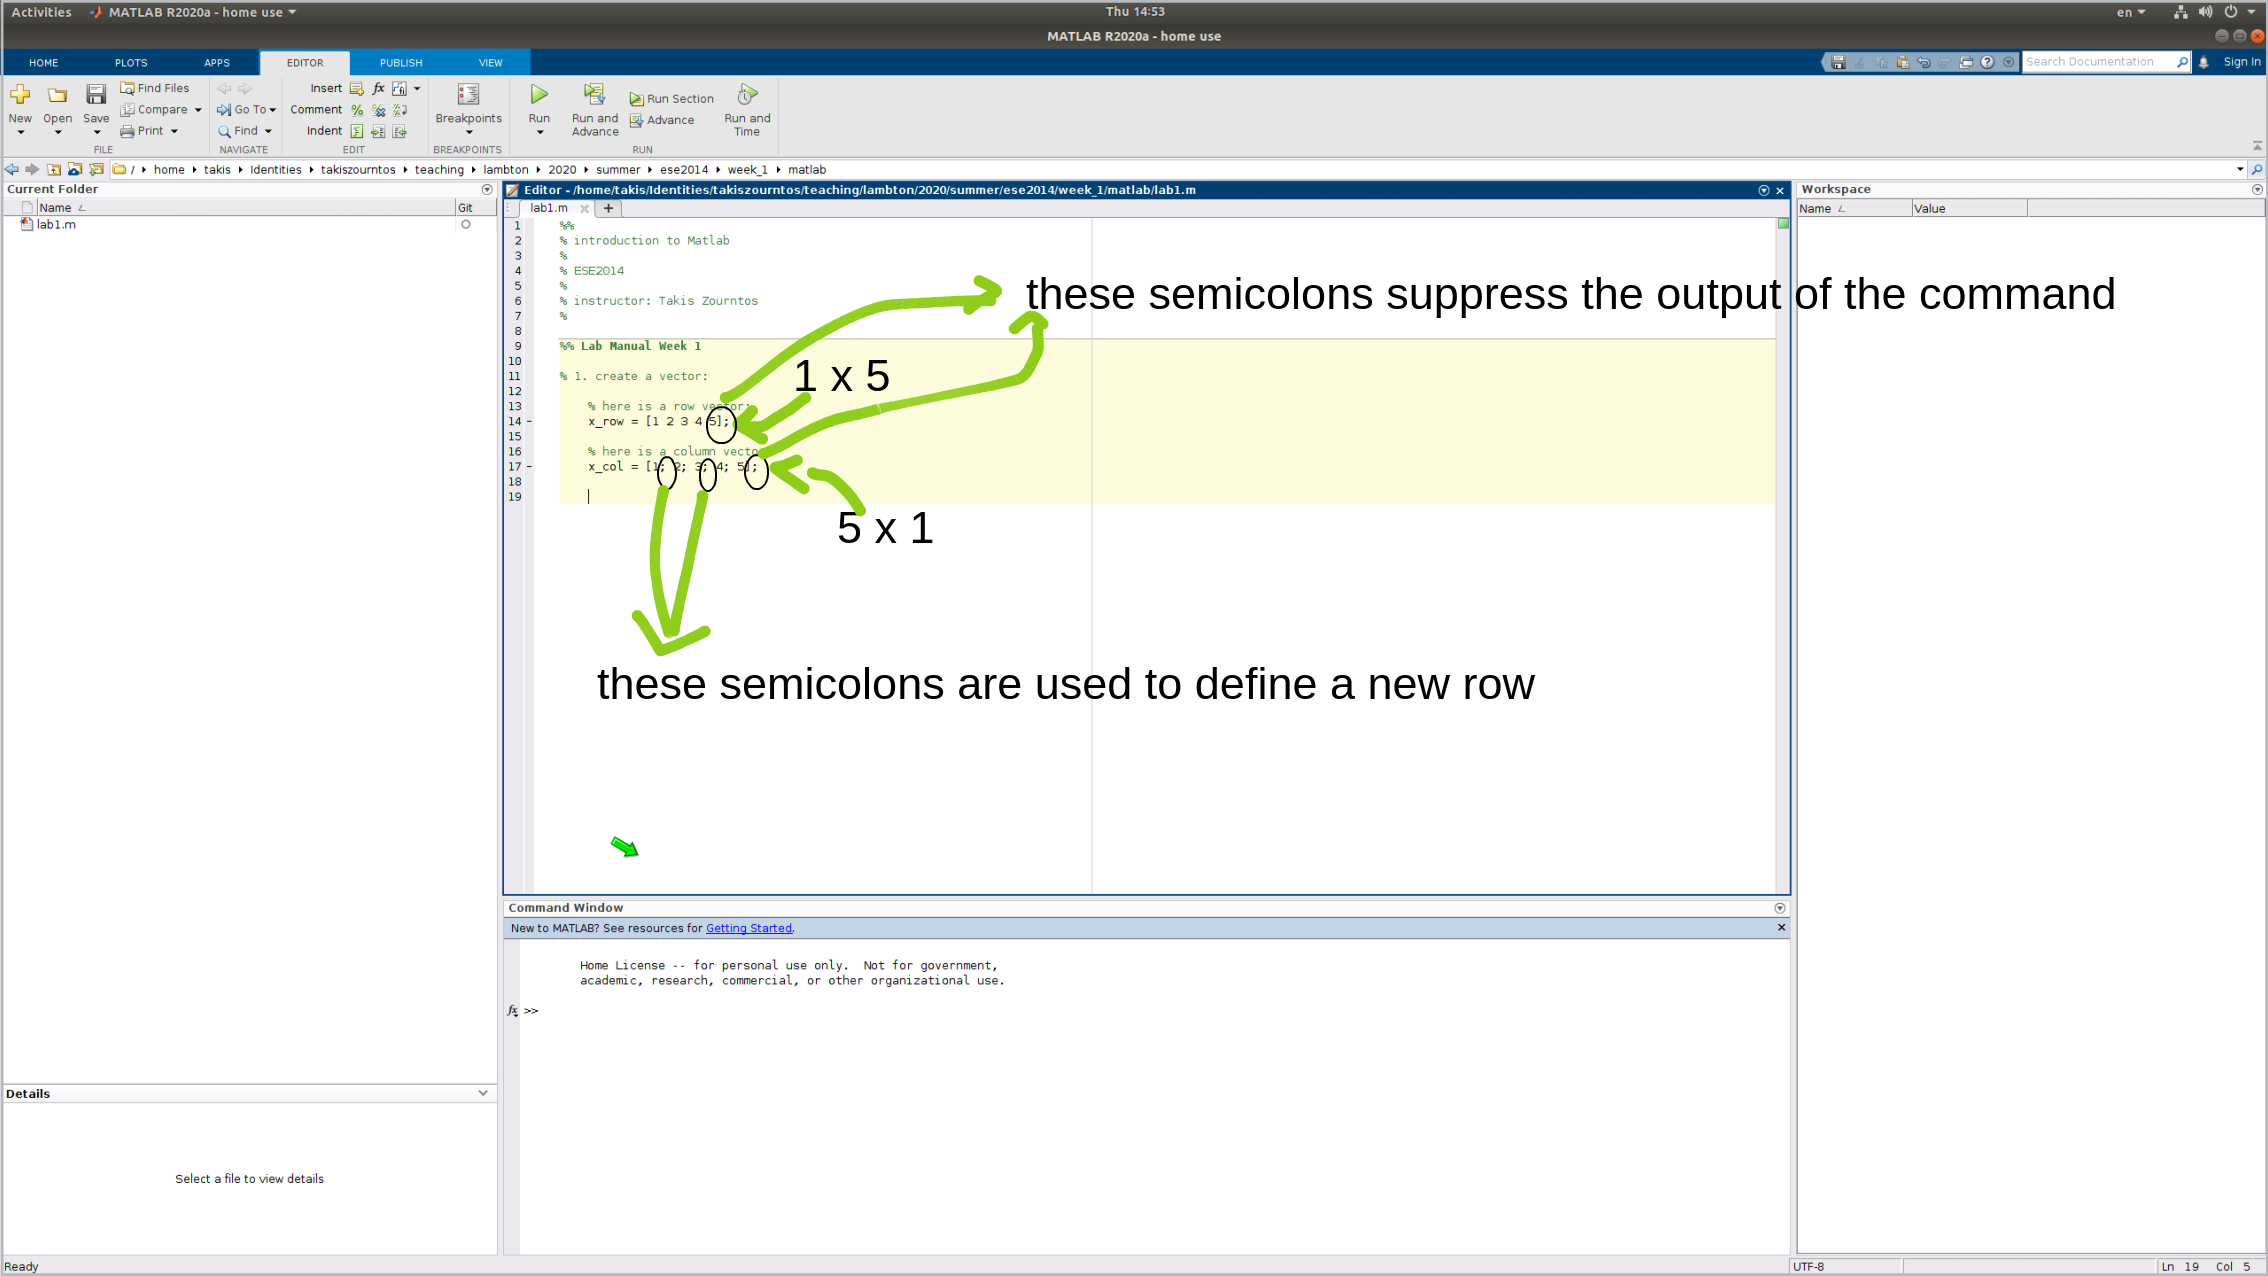 Activities MATLAB R2020a - home use Thu 14:53 en
MATLAB R2020a - home use
HOME PLOTS APPS EDITOR PUBLISH VIEW Search Documentation Sign In
New Open Save Find Files Compare Print
FILE
Go To Find
NAVIGATE
Insert fx
Comment
Indent
EDIT
Breakpoints
BREAKPOINTS
Run Run and Advance Run Section Advance Run and Time
RUN
/ home takis Identities takiszourntos teaching lambton 2020 summer ese2014 week_1 matlab
Current Folder
Name Git
lab1.m
Editor - /home/takis/Identities/takiszourntos/teaching/lambton/2020/summer/ese2014/week_1/matlab/lab1.m
lab1.m +
1 %%
2 % introduction to Matlab
3 %
4 % ESE2014
5 %
6 % instructor: Takis Zourntos
7 %
8
9 %% Lab Manual Week 1
10
11 % 1. create a vector:
12
13 % here is a row vector:
14 - x_row = [1 2 3 4 5];
15
16 % here is a column vecto
17 - x_col = [1; 2; 3; 4; 5];
18
19
these semicolons suppress the output of the command
1 x 5
5 x 1
these semicolons are used to define a new row
Workspace
Name Value
Command Window
New to MATLAB? See resources for Getting Started.
Home License -- for personal use only. Not for government,
academic, research, commercial, or other organizational use.
fx >>
Details
Select a file to view details
Ready UTF-8 Ln 19 Col 5